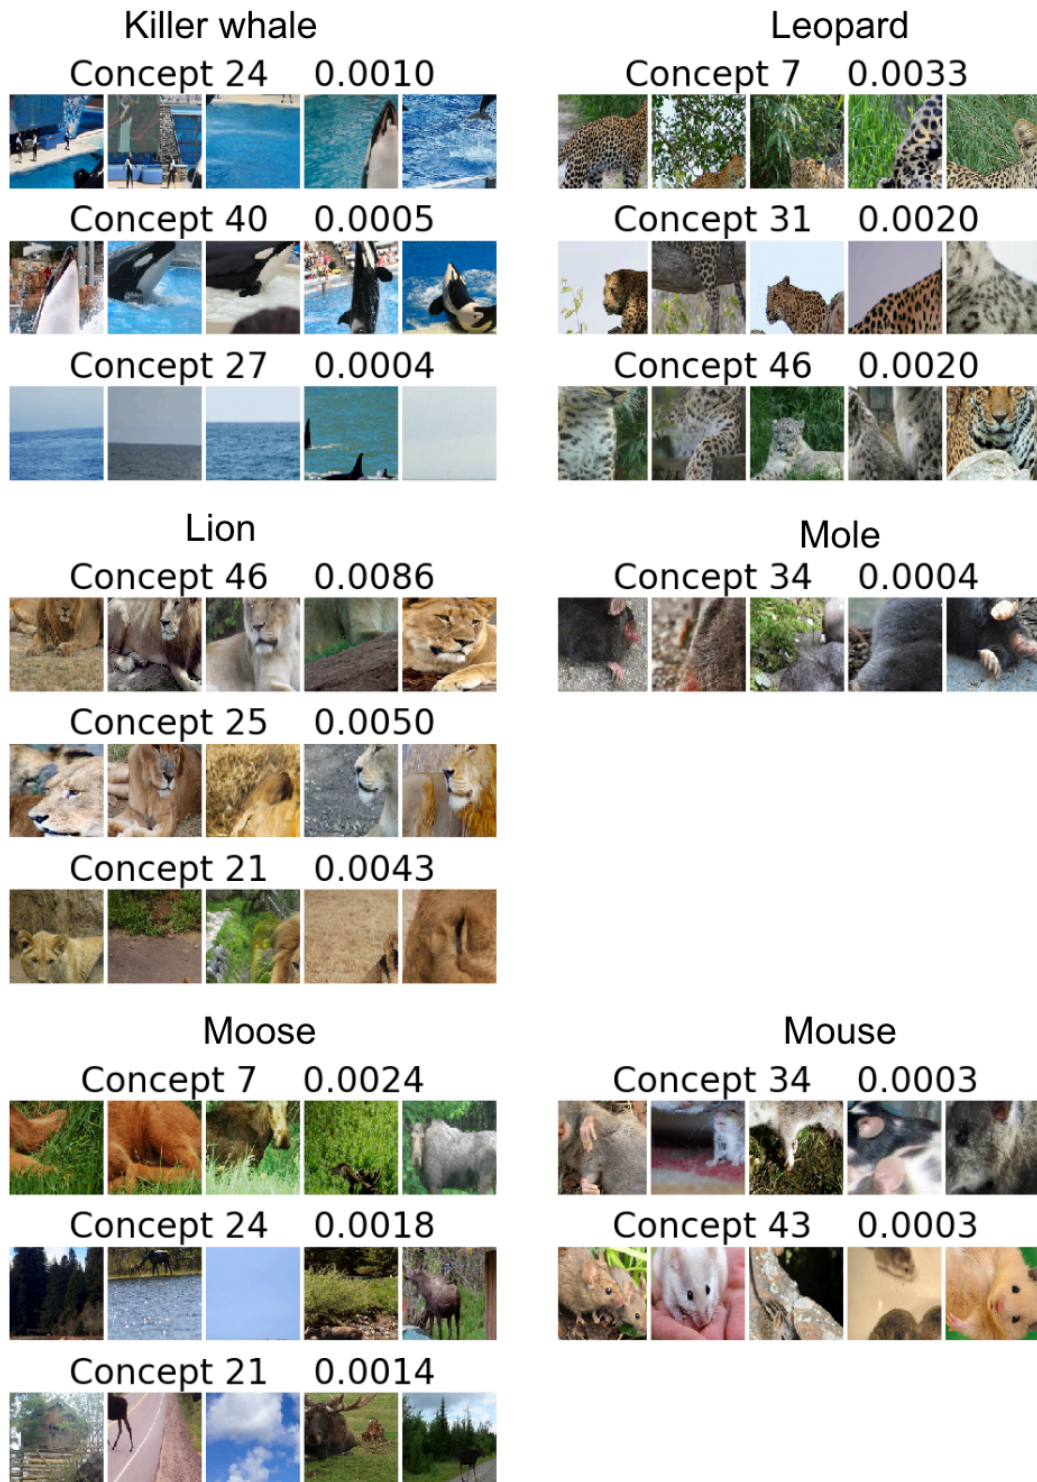 Killer whale
Concept 24 0.0010
Concept 40 0.0005
Concept 27 0.0004
Leopard
Concept 7 0.0033
Concept 31 0.0020
Concept 46 0.0020
Lion
Concept 46 0.0086
Concept 25 0.0050
Concept 21 0.0043
Mole
Concept 34 0.0004
Moose
Concept 7 0.0024
Concept 24 0.0018
Concept 21 0.0014
Mouse
Concept 34 0.0003
Concept 43 0.0003